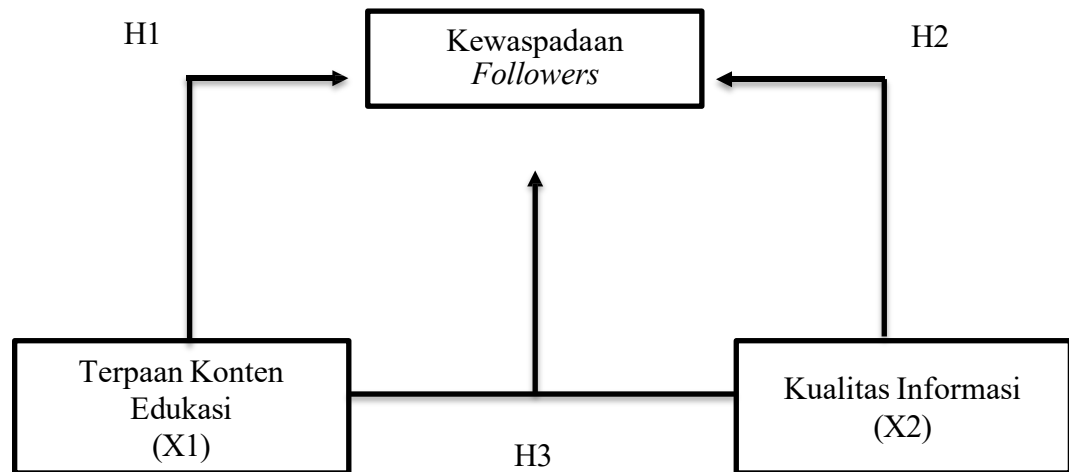 H1
Kewaspadaan
Followers
H2
Terpaan Konten
Edukasi
(X1)
Kualitas Informasi
(X2)
H3